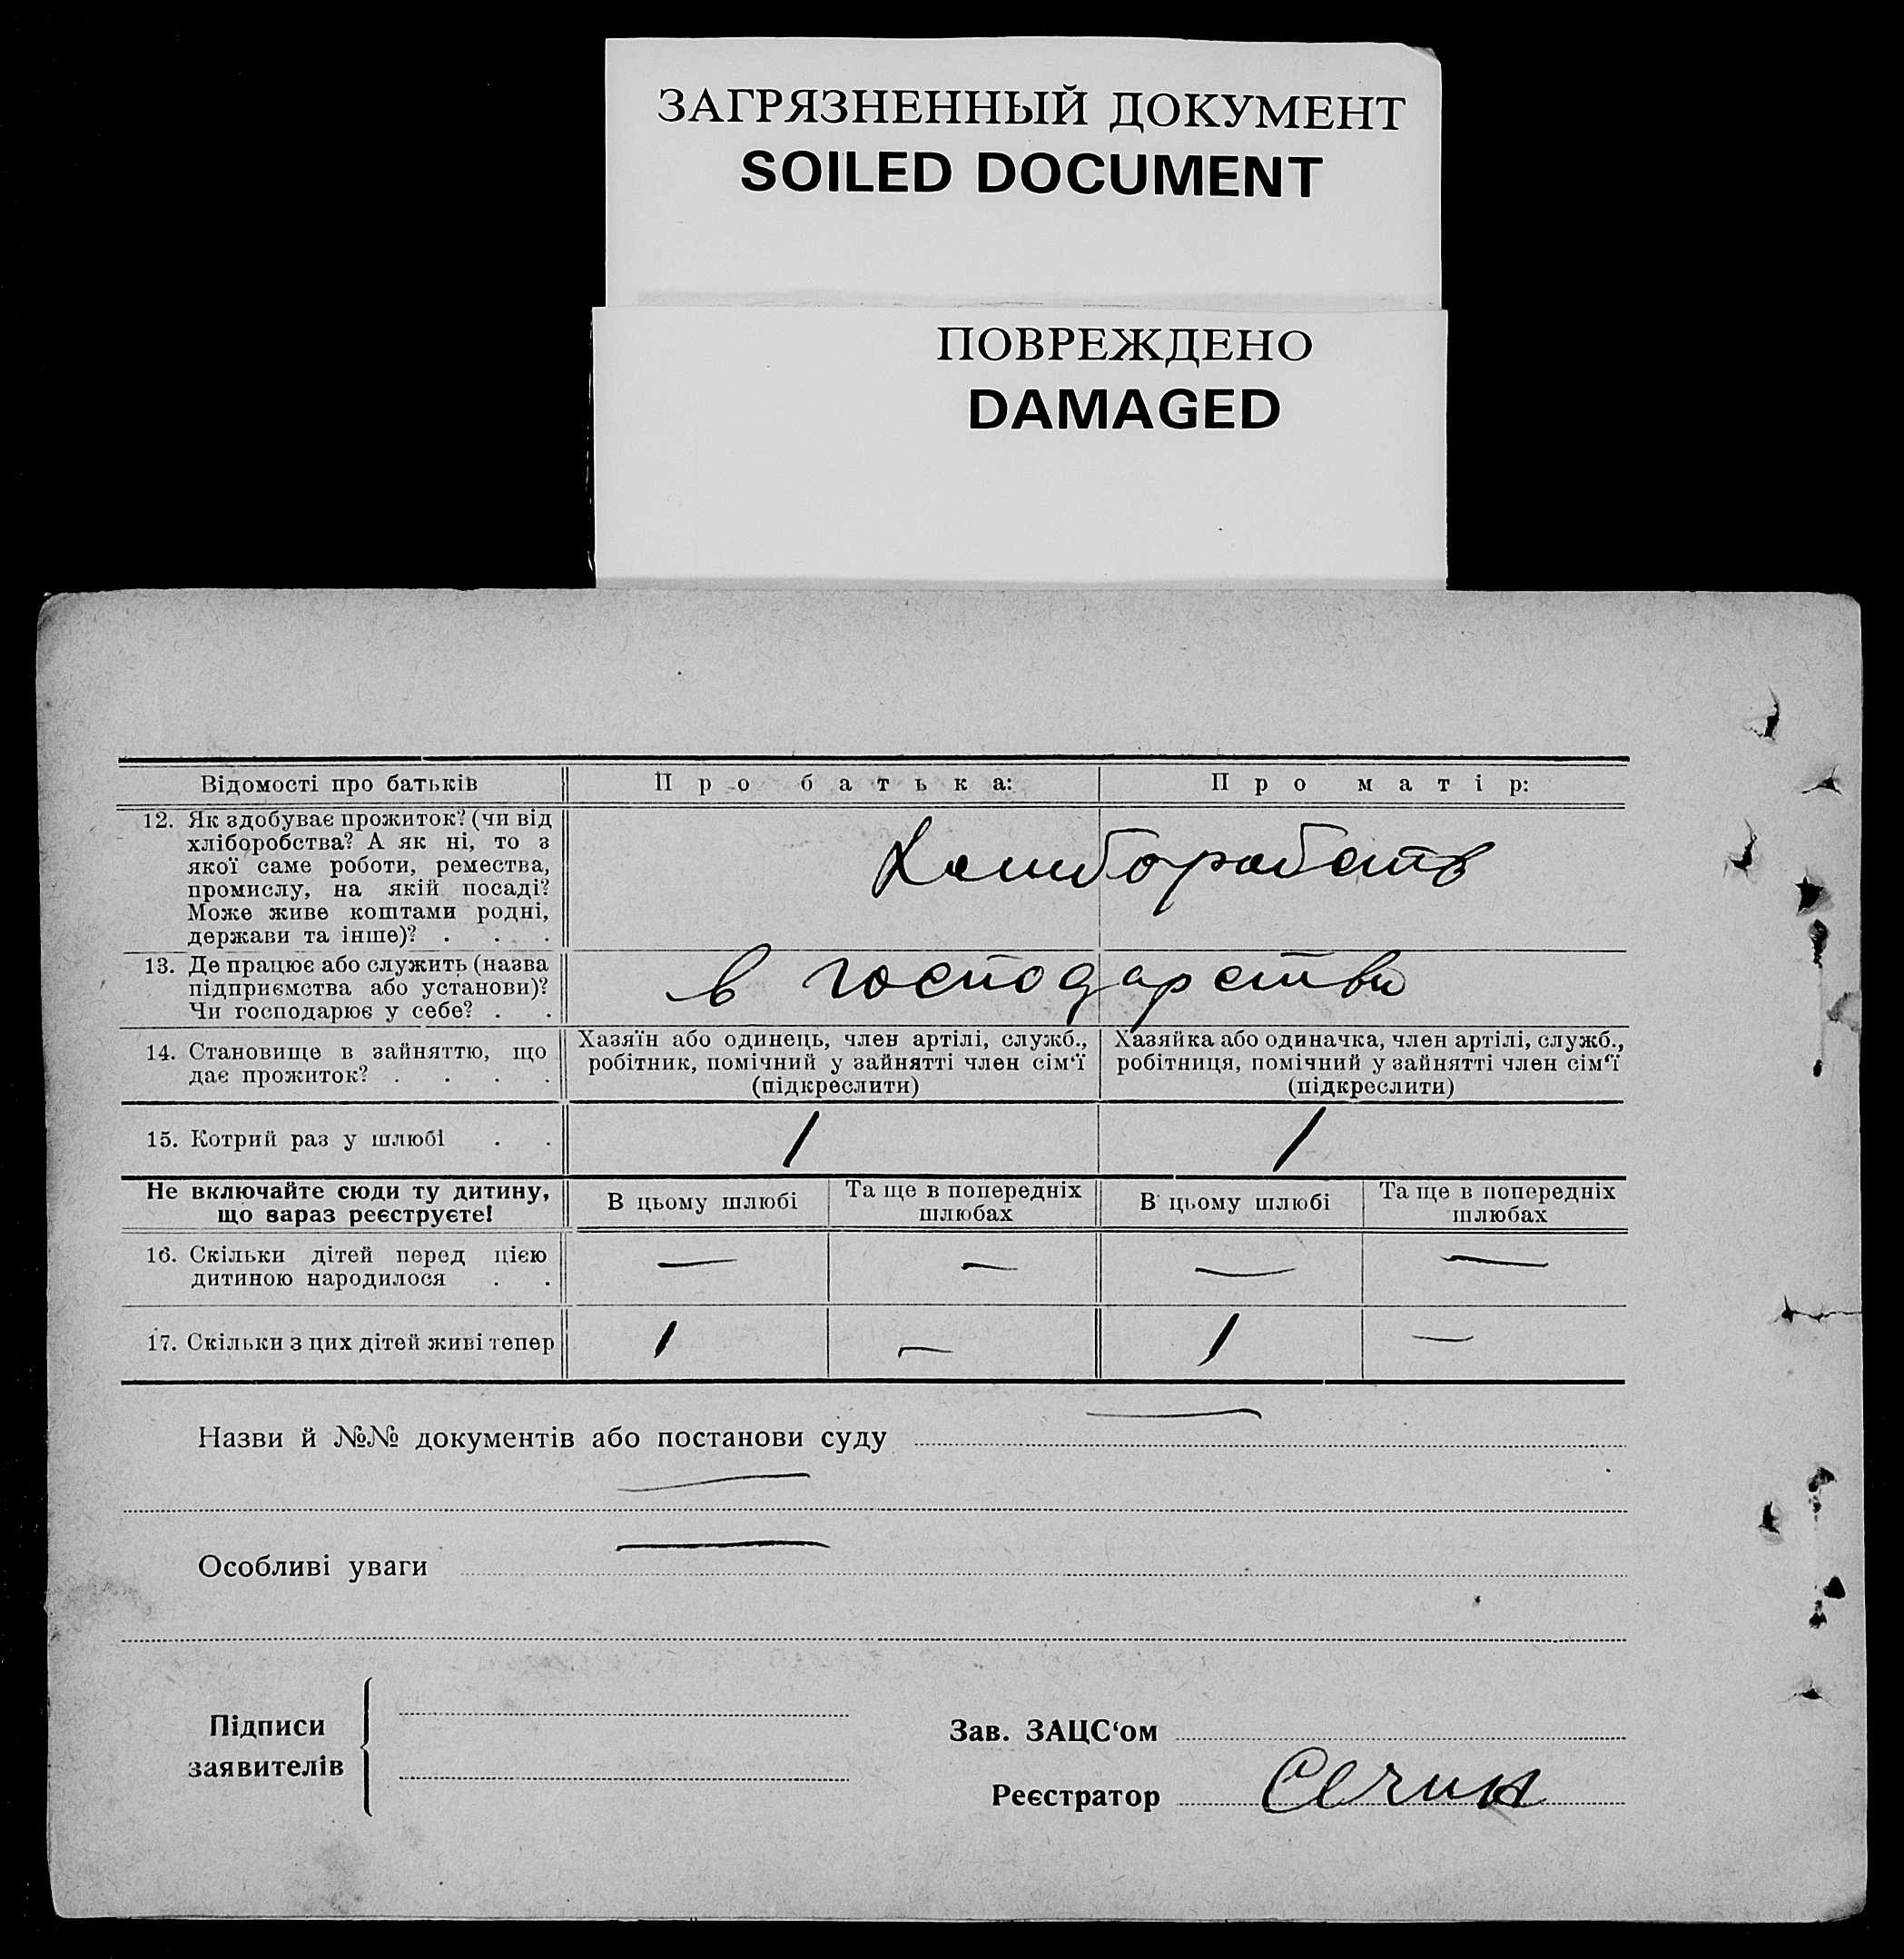 ЗАГРЯЗНЕННЫЙ ДОКУМЕНТ
SOILED DOCUMENT
ПОВРЕЖДЕНО
DAMAGED
Відомості про батьків
Про батька:
Про матір:
12. Як здобуває прожиток? (чи від
хліборобства? А як ні, то з
якої саме роботи, ремества,
промислу, на якій посаді?
Може живе коштами родні,
держави та інше)? . . .
13. Де працює або служить (назва
підприємства або установи)?
Чи господарює у себе? . .
в господарстві
14. Становище в зайняттю, що
дає прожиток? . . . .
Хазяїн або одинець, член артілі, служб.,
робітник, помічний у зайнятті член сім‘ї
(підкреслити)
Хазяйка або одиначка, член артілі, служб.,
робітниця, помічний у зайнятті член сім‘ї
(підкреслити)
15. Котрий раз у шлюбі . .
1
1
Не включайте сюди ту дитину,
що вараз реєструєте!
В цьому шлюбі
Та ще в попередніх
шлюбах
В цьому шлюбі
Та ще в попередніх
шлюбах
16. Скільки дітей перед цією
дитиною народилося . .
— — — —
17. Скільки з цих дітей живі тепер
1 — 1 —
Назви й №№ документів або постанови суду —
—
Особливі уваги —
Підписи
заявителів
Зав. ЗАЦС‘ом
Реєстратор